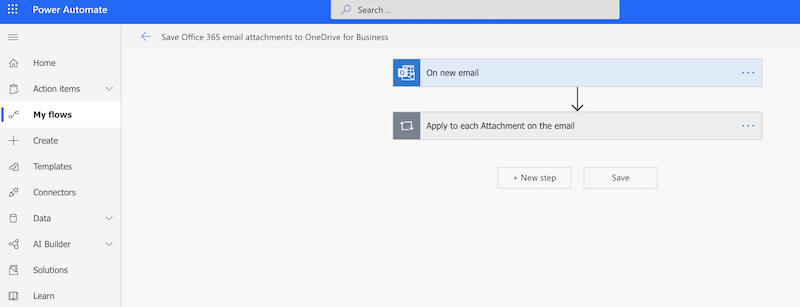 Power Automate
Search ...
Save Office 365 email attachments to OneDrive for Business
Home
Action items
My flows
Create
Templates
Connectors
Data
AI Builder
Solutions
Learn
On new email
Apply to each Attachment on the email
+ New step
Save